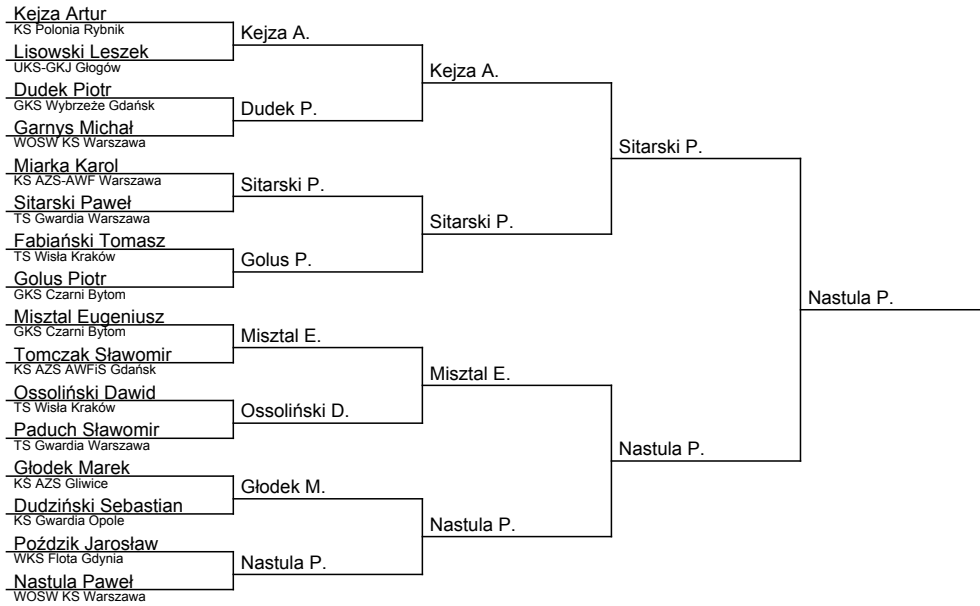 Kejza Artur
KS Polonia Rybnik
Kejza A.
Lisowski Leszek
UKS-GKJ Głogów
Kejza A.
Dudek Piotr
GKS Wybrzeże Gdańsk
Dudek P.
Garnys Michał
WOSW KS Warszawa
Sitarski P.
Miarka Karol
KS AZS-AWF Warszawa
Sitarski P.
Sitarski Paweł
TS Gwardia Warszawa
Sitarski P.
Fabiański Tomasz
TS Wisła Kraków
Golus P.
Golus Piotr
GKS Czarni Bytom
Nastula P.
Misztal Eugeniusz
GKS Czarni Bytom
Misztal E.
Tomczak Sławomir
KS AZS AWFiS Gdańsk
Misztal E.
Ossoliński Dawid
TS Wisła Kraków
Ossoliński D.
Paduch Sławomir
TS Gwardia Warszawa
Nastula P.
Głodek Marek
KS AZS Gliwice
Głodek M.
Dudziński Sebastian
KS Gwardia Opole
Nastula P.
Poździk Jarosław
WKS Flota Gdynia
Nastula P.
Nastula Paweł
WOSW KS Warszawa